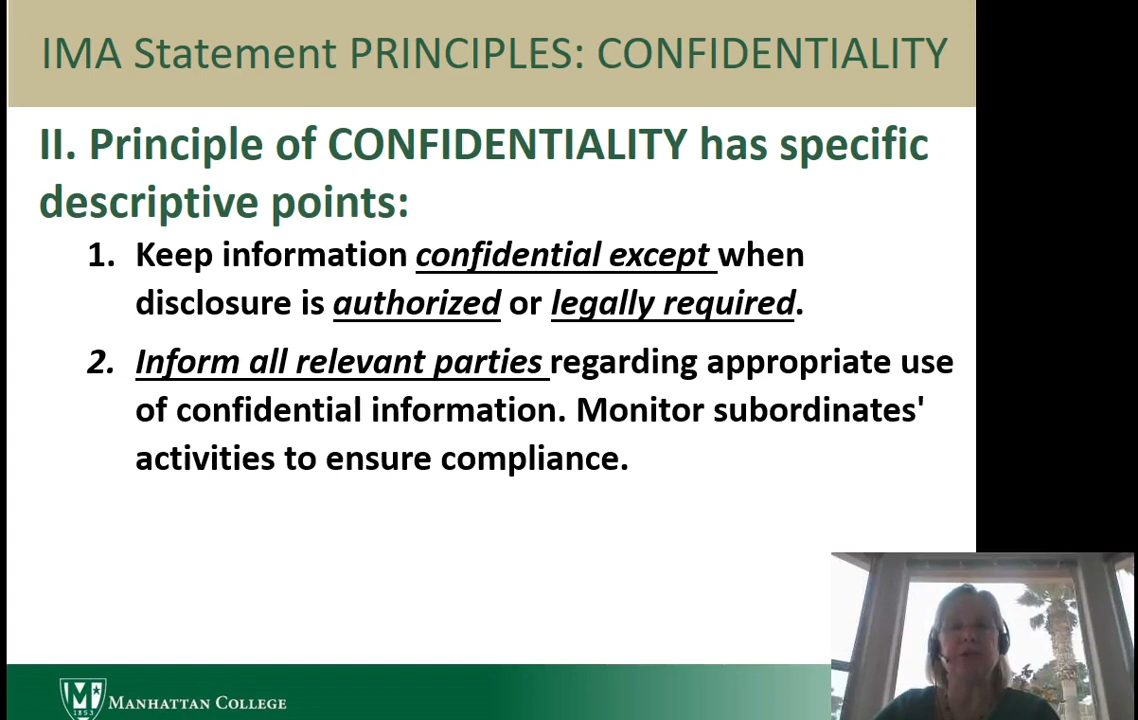 IMA Statement PRINCIPLES: CONFIDENTIALITY
II. Principle of CONFIDENTIALITY has specific
descriptive points:
1. Keep information confidential except when
disclosure is authorized or legally required.
2. Inform all relevant parties regarding appropriate use
of confidential information. Monitor subordinates'
activities to ensure compliance.
1853
MANHATTAN COLLEGE